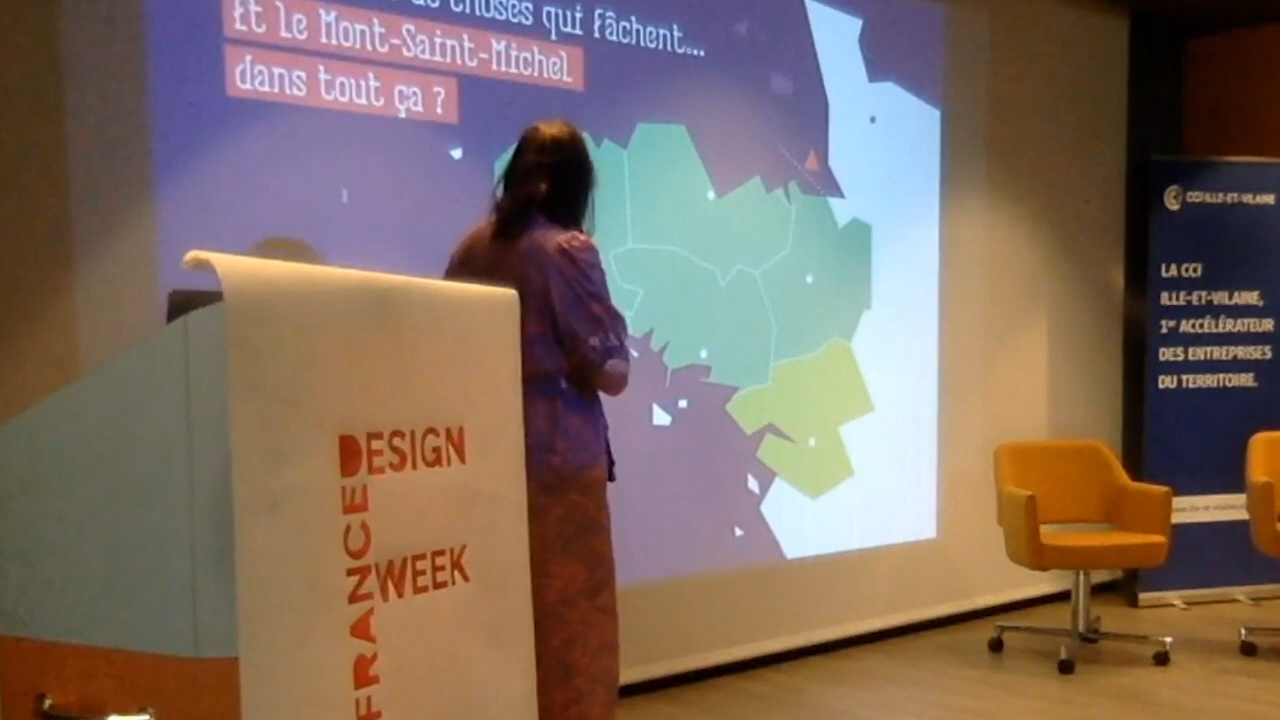 de choses qui fâchent...
Et le Mont-Saint-Michel
dans tout ça ?
DESIGN
FRANCE
WEEK
CCI ILLE-ET-VILAINE
LA CCI
ILLE-ET-VILAINE,
1er ACCÉLÉRATEUR
DES ENTREPRISES
DU TERRITOIRE.